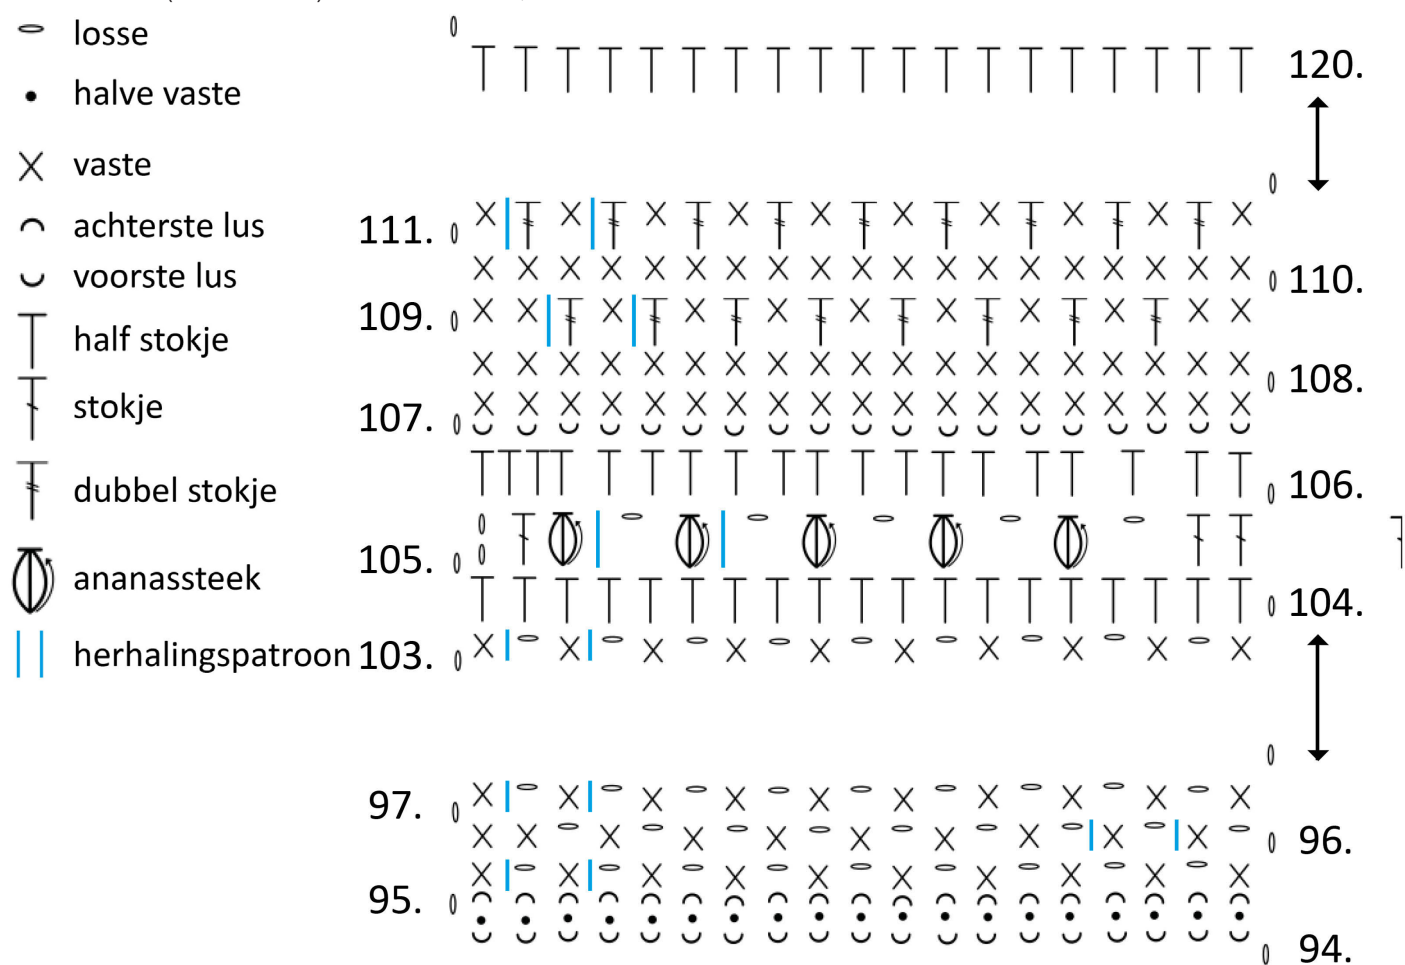 losse
halve vaste
vaste
achterste lus
voorste lus
half stokje
stokje
dubbel stokje
ananassteek
herhalingspatroon
120.
111.
110.
109.
108.
107.
106.
105.
104.
103.
97.
96.
95.
94.